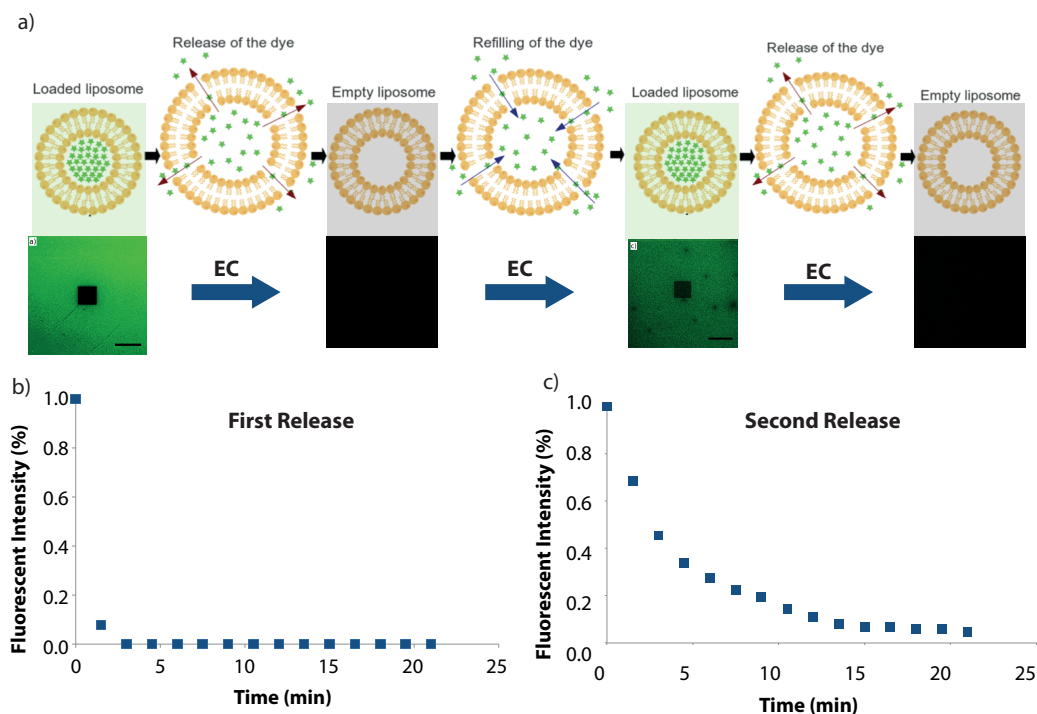 a)
Release of the dye
Refilling of the dye
Release of the dye
Loaded liposome
Empty liposome
Loaded liposome
Empty liposome
a)
EC
EC
c)
EC
b)
First Release
Fluorescent Intensity (%)
1.0
0.8
0.6
0.4
0.2
0.0
0
5
10
15
20
25
Time (min)
c)
Second Release
Fluorescent Intensity (%)
1.0
0.8
0.6
0.4
0.2
0.0
0
5
10
15
20
25
Time (min)